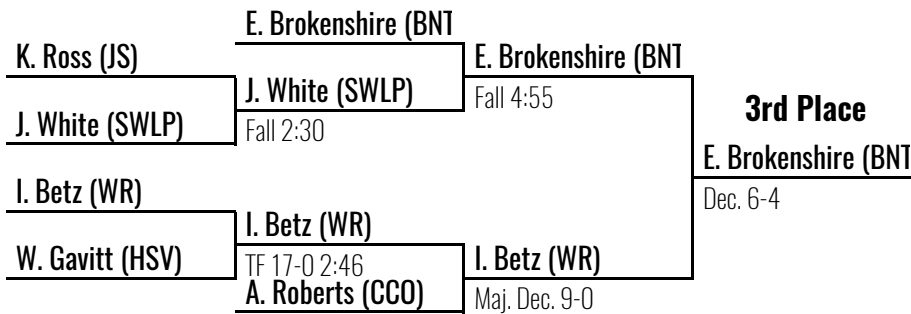 E. Brokenshire (BNT
K. Ross (JS)
E. Brokenshire (BNT
J. White (SWLP)
Fall 4:55
J. White (SWLP)
Fall 2:30
3rd Place
E. Brokenshire (BNT
Dec. 6-4
I. Betz (WR)
I. Betz (WR)
W. Gavitt (HSV)
TF 17-0 2:46
I. Betz (WR)
A. Roberts (CCO)
Maj. Dec. 9-0